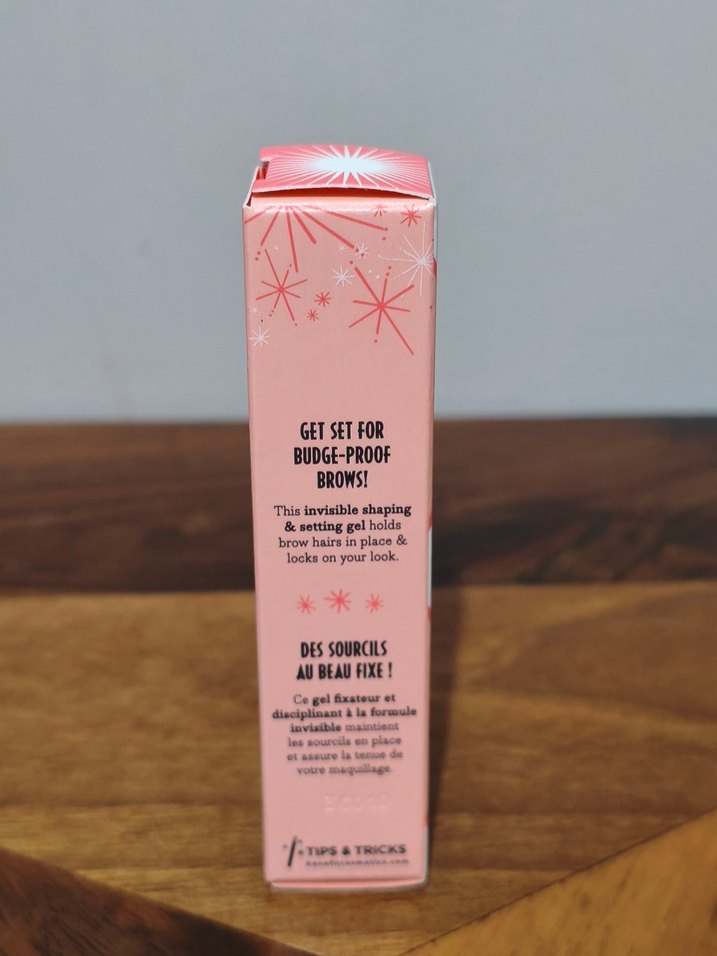 GET SET FOR
BUDGE-PROOF
BROWS!
This invisible shaping
& setting gel holds
brow hairs in place &
locks on your look.
DES SOURCILS
AU BEAU FIXE !
Ce gel fixateur et
disciplinant à la formule
invisible maintient
les sourcils en place
et assure la tenue de
votre maquillage.
TIPS & TRICKS
benefitcosmetics.com